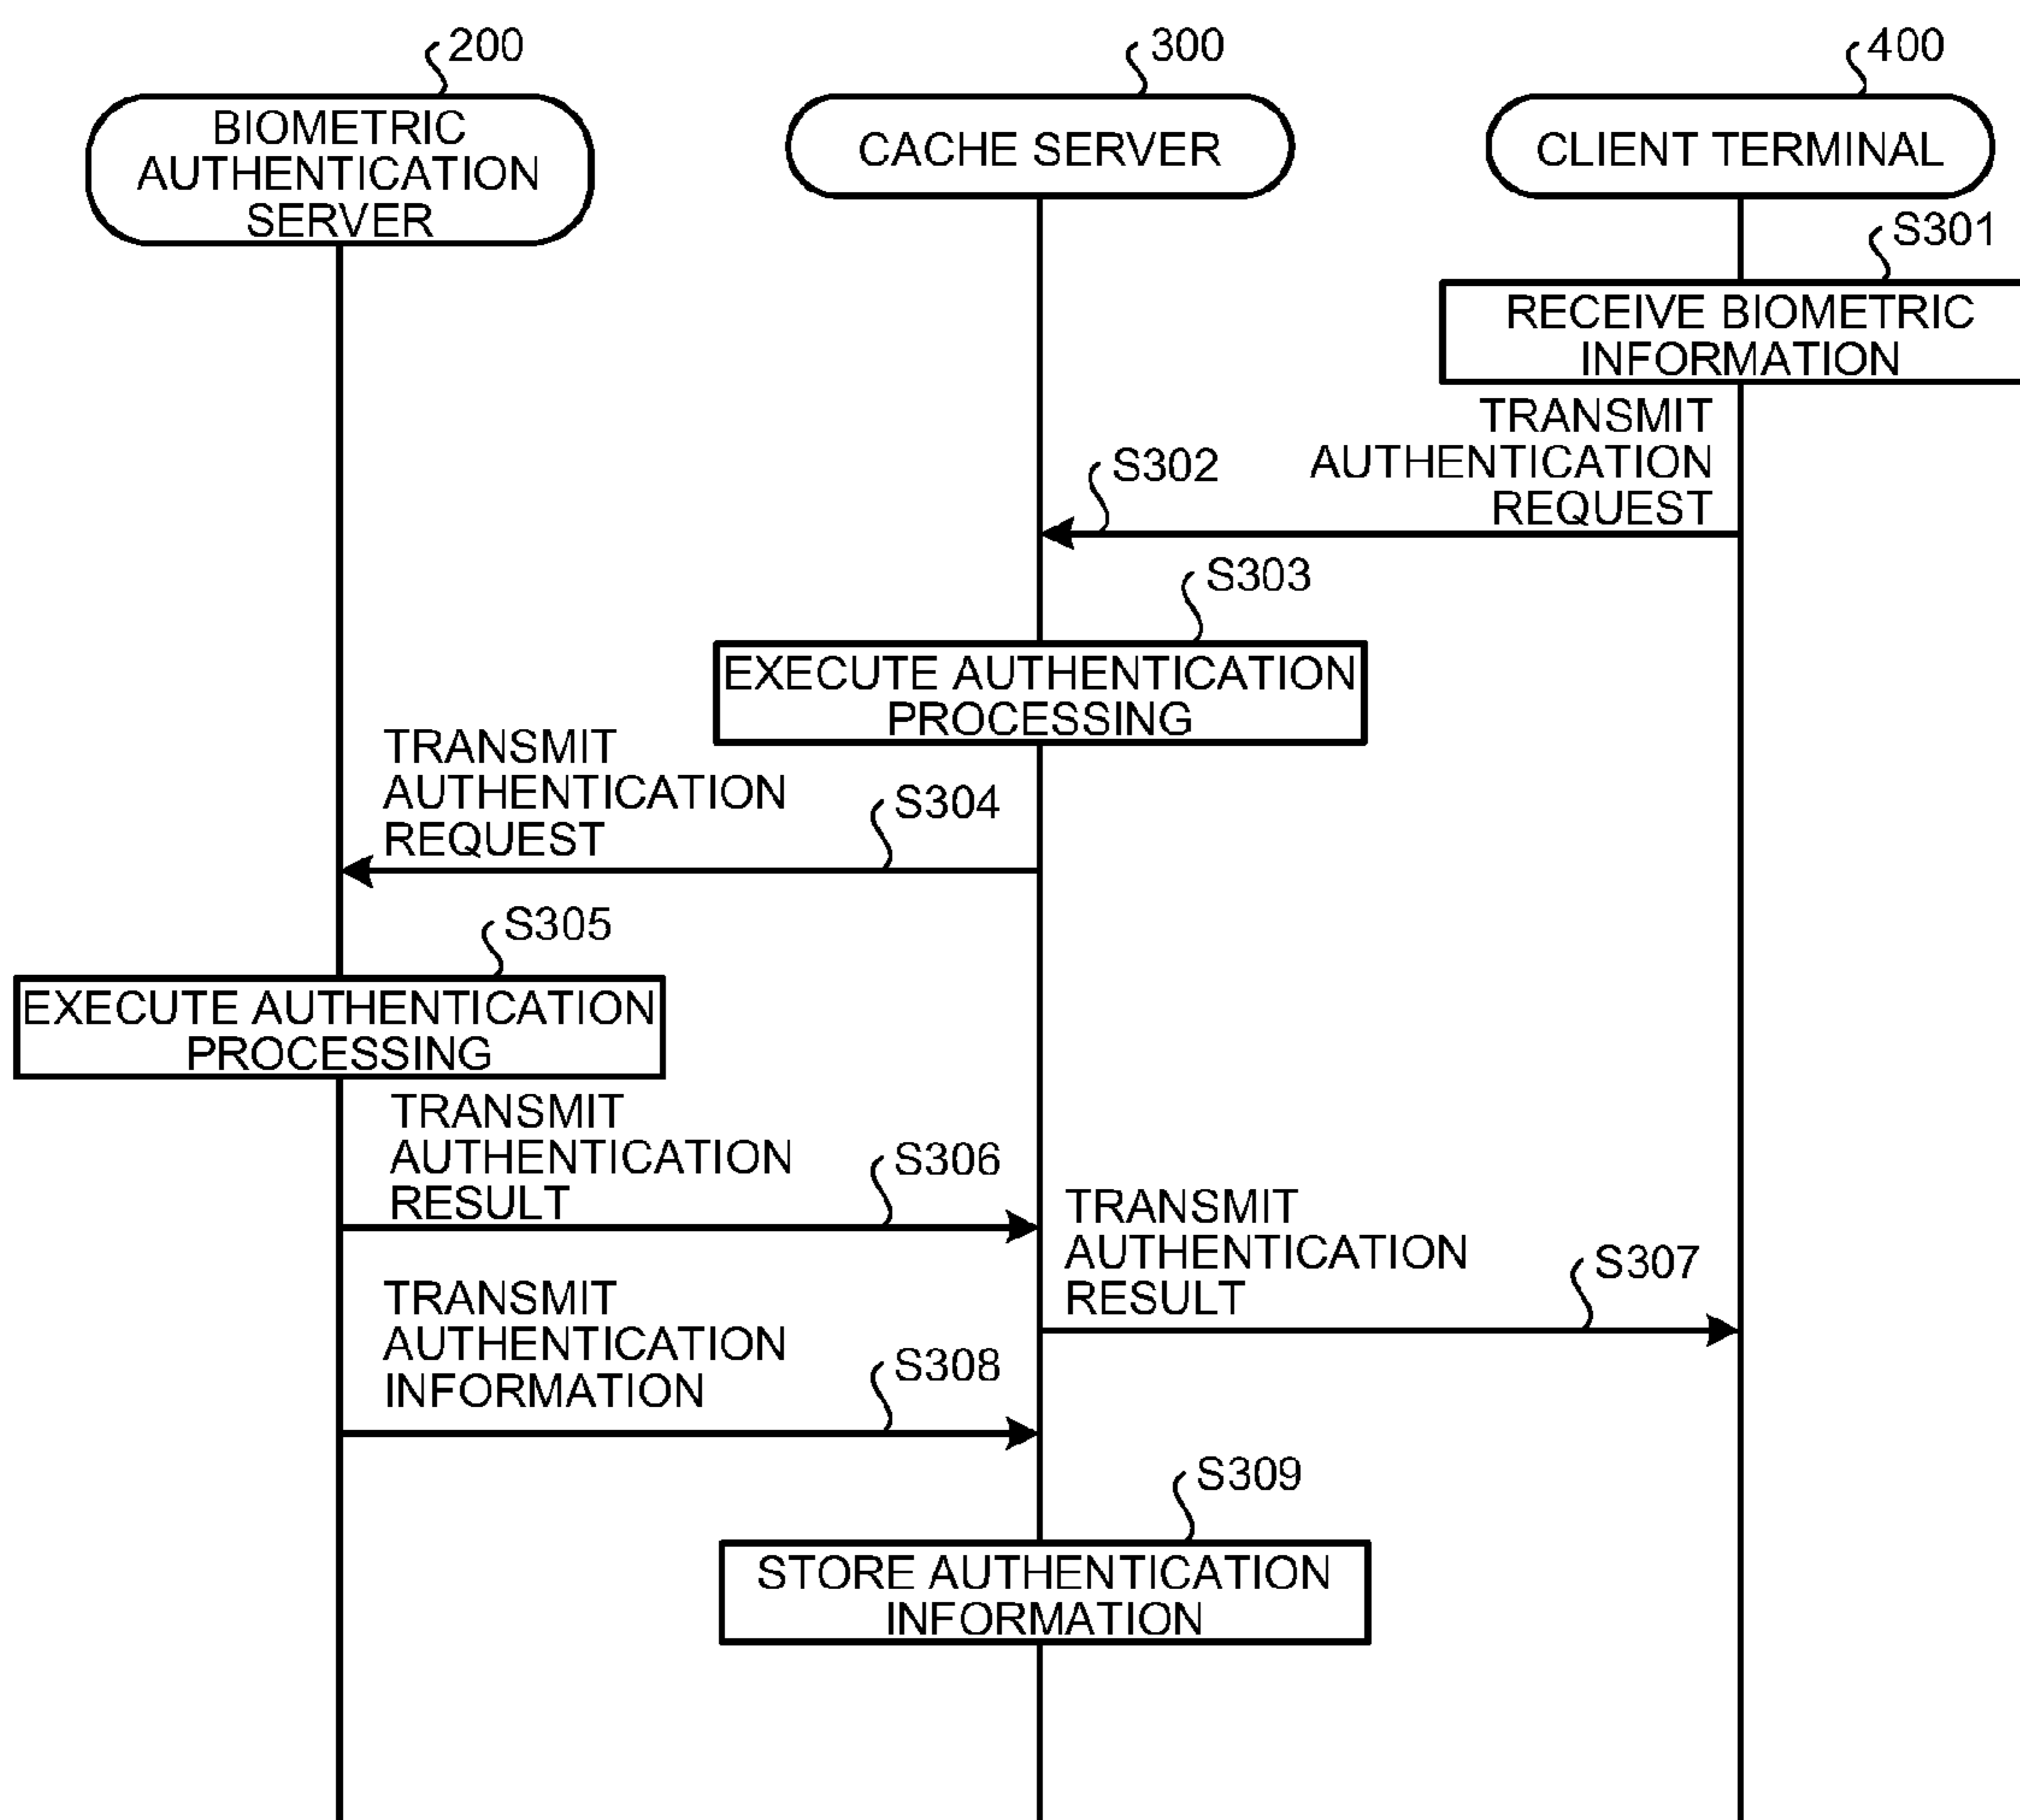 200
300
400
BIOMETRIC
AUTHENTICATION
SERVER
CACHE SERVER
CLIENT TERMINAL
S301
RECEIVE BIOMETRIC
INFORMATION
TRANSMIT
AUTHENTICATION
REQUEST
S302
S303
EXECUTE AUTHENTICATION
PROCESSING
TRANSMIT
AUTHENTICATION
REQUEST
S304
S305
EXECUTE AUTHENTICATION
PROCESSING
TRANSMIT
AUTHENTICATION
RESULT
S306
TRANSMIT
AUTHENTICATION
RESULT
S307
TRANSMIT
AUTHENTICATION
INFORMATION
S308
S309
STORE AUTHENTICATION
INFORMATION